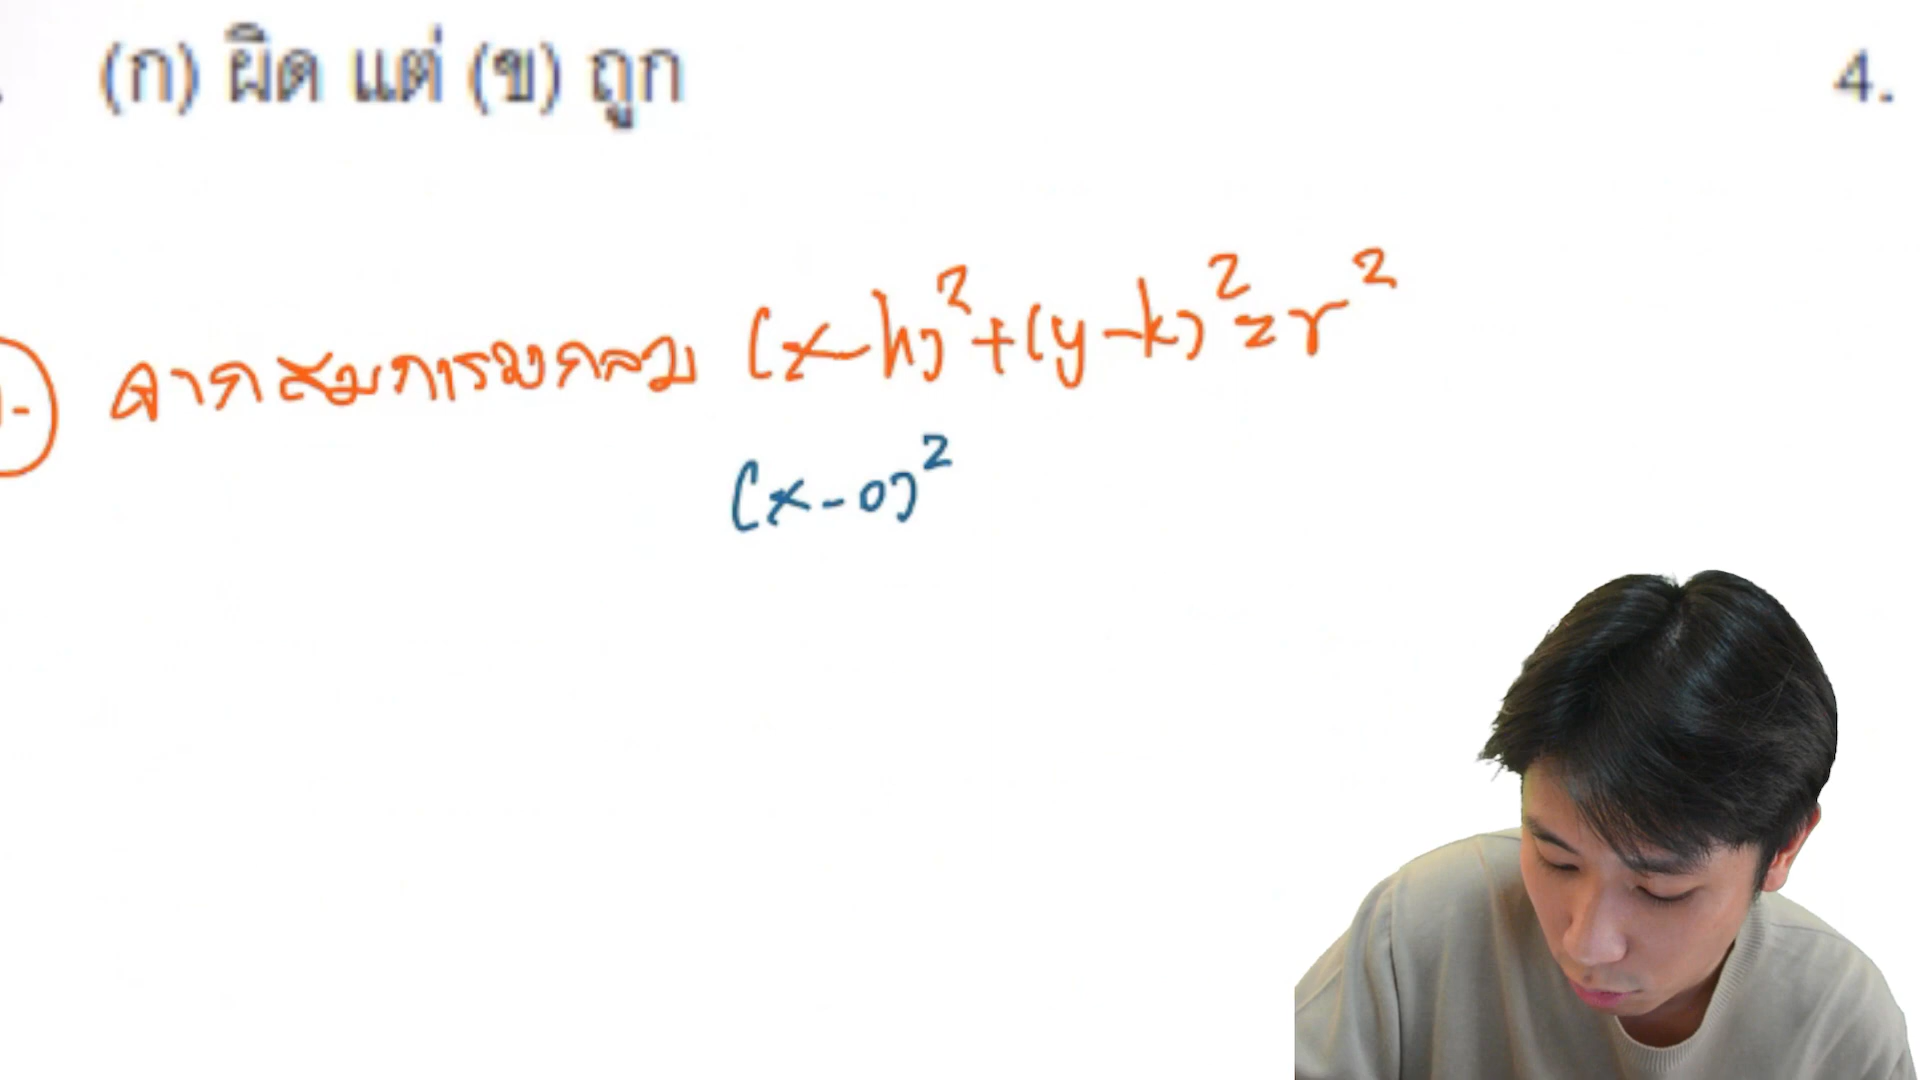 (ก) ผิด แต่ (ข) ถูก 4.
จากสมการวงกลม (x-h)²+(y-k)²=r²
(x-0)²